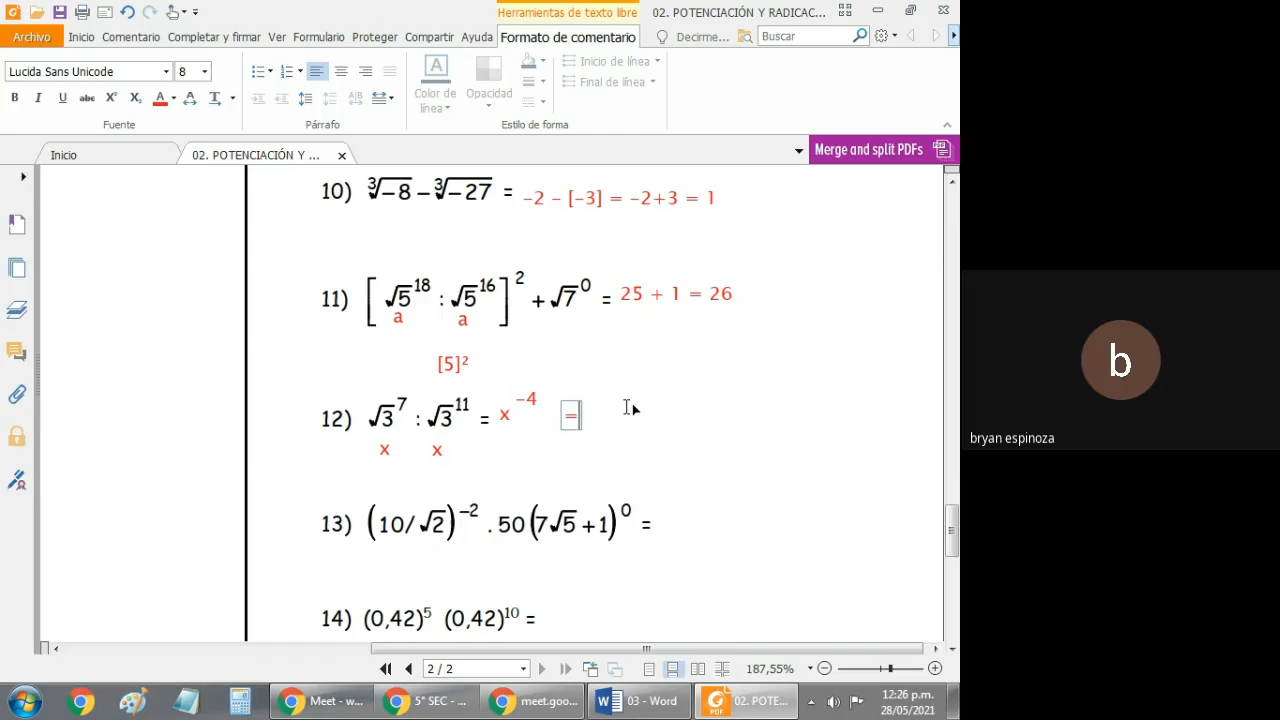 Herramientas de texto libre
02. POTENCIACIÓN Y RADICAC...
Archivo Inicio Comentario Completar y firmar Ver Formulario Proteger Compartir Ayuda Formato de comentario Decirme... Buscar
Lucida Sans Unicode 8
Color de línea
Opacidad
Inicio de línea
Final de línea
Fuente Párrafo Estilo de forma
Inicio 02. POTENCIACIÓN Y ... Merge and split PDFs
10) ∛−8 − ∛−27 = -2 - [-3] = -2+3 = 1
11) [√5¹⁸ : √5¹⁶]² + √7⁰ = 25 + 1 = 26
a a
[5]²
12) √3⁷ : √3¹¹ = x⁻⁴ =
x x
13) (10/√2)⁻² . 50(7√5+1)⁰ =
14) (0,42)⁵ (0,42)¹⁰ =
b
bryan espinoza
2 / 2 187,55%
Meet - w... 5° SEC - ... meet.goo... 03 - Word 02. POTE... 12:26 p.m.
28/05/2021